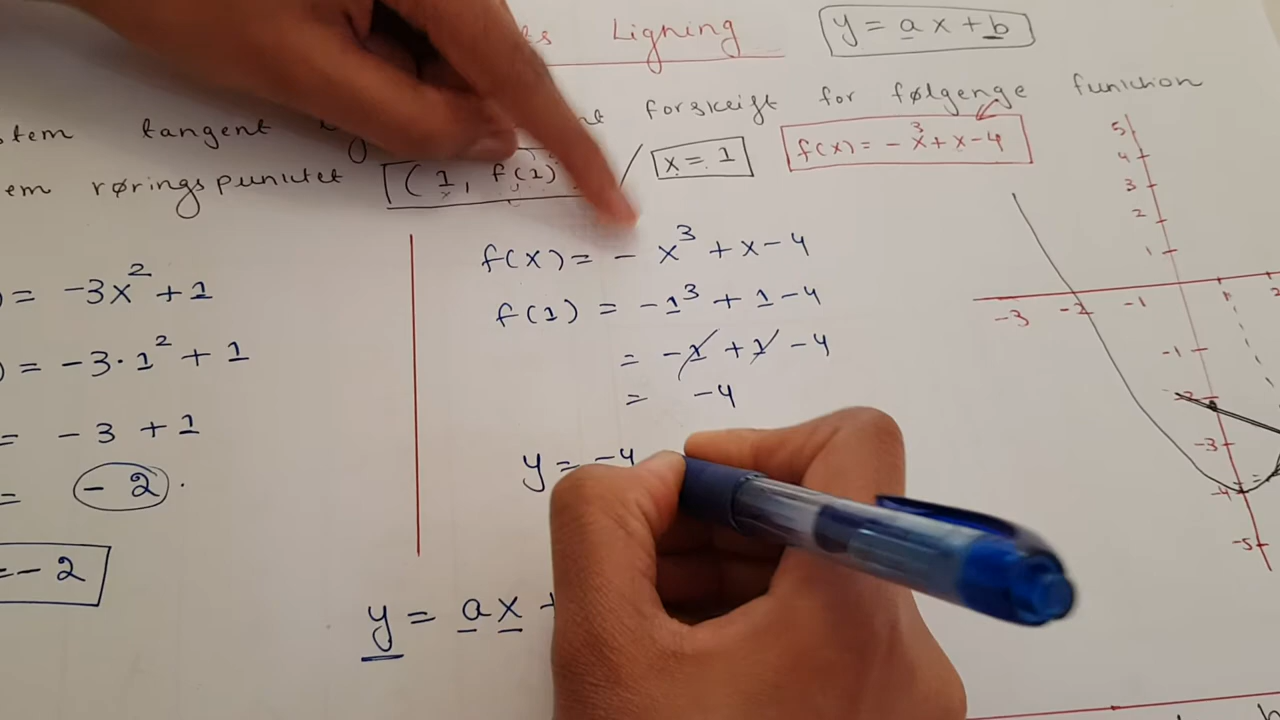 Ligning
y = ax + b
stem tangent forskrift for følgenge funktion
em røringspunktet (1, f(1) / x = 1
f(x) = -x³ + x - 4
) = -3x² + 1
) = -3·1² + 1
= -3 + 1
= -2.
= -2
f(x) = -x³ + x - 4
f(1) = -1³ + 1 - 4
= -1 + 1 - 4
= -4
y = -4
y = ax +
5
4
3
2
1
-3 -2 -1 2
-1
-3
-4
-5